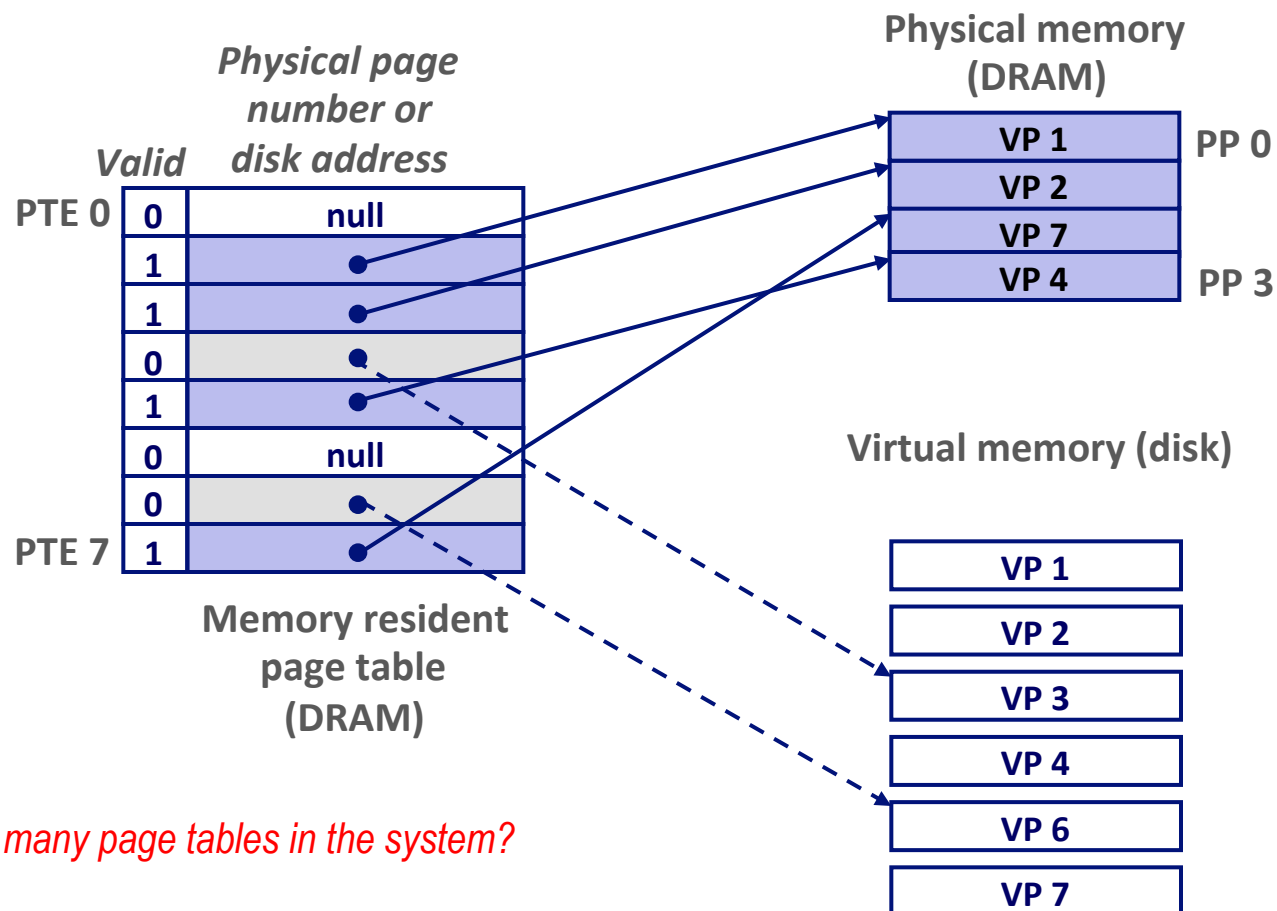 Physical memory
(DRAM)
Physical page
number or
disk address
Valid
PTE 0
0
null
1
1
0
1
0
null
0
PTE 7
1
Memory resident
page table
(DRAM)
VP 1
PP 0
VP 2
VP 7
VP 4
PP 3
Virtual memory (disk)
VP 1
VP 2
VP 3
VP 4
VP 6
VP 7
many page tables in the system?